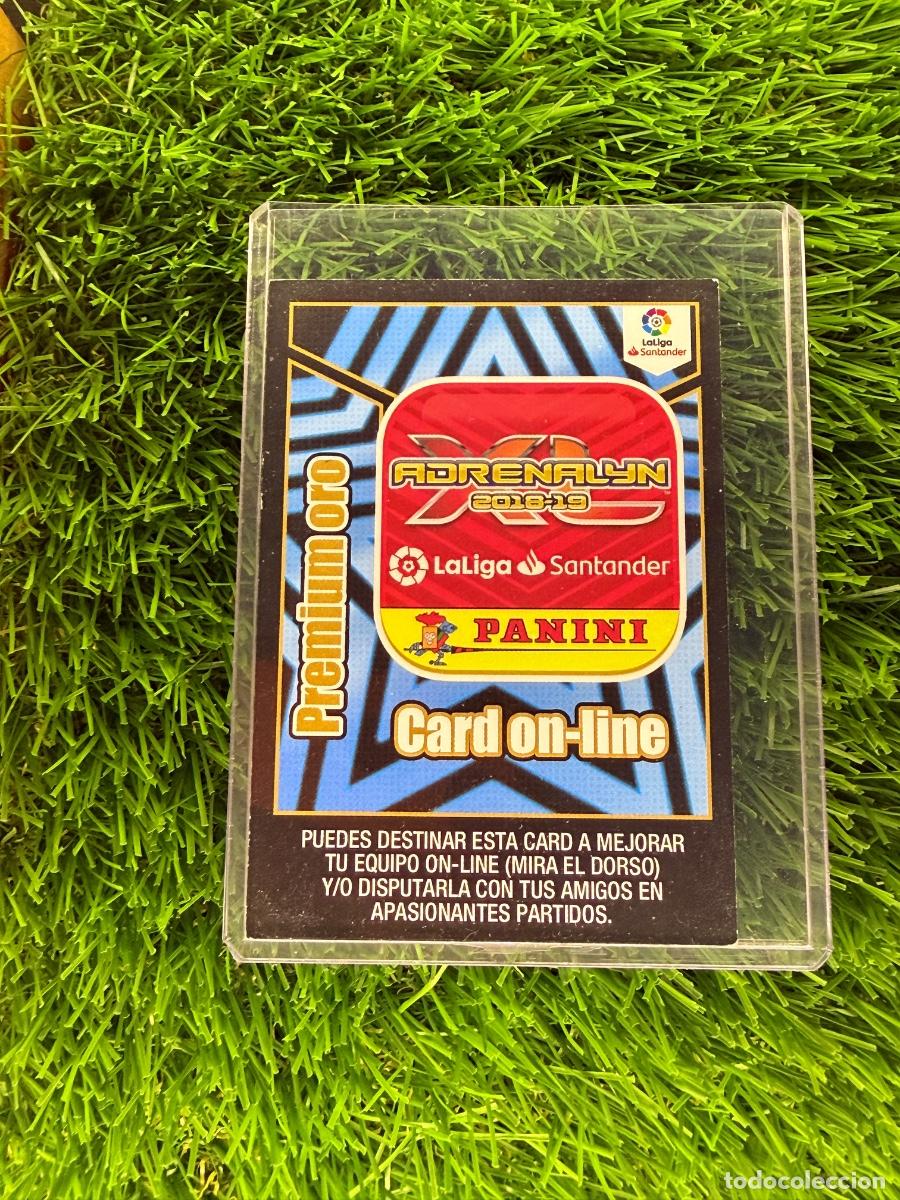 LaLiga
Santander
XL
ADRENALYN
2018-19
TM
LaLiga Santander
PANINI
Premium oro
Card on-line
PUEDES DESTINAR ESTA CARD A MEJORAR
TU EQUIPO ON-LINE (MIRA EL DORSO)
Y/O DISPUTARLA CON TUS AMIGOS EN
APASIONANTES PARTIDOS.
todocoleccion